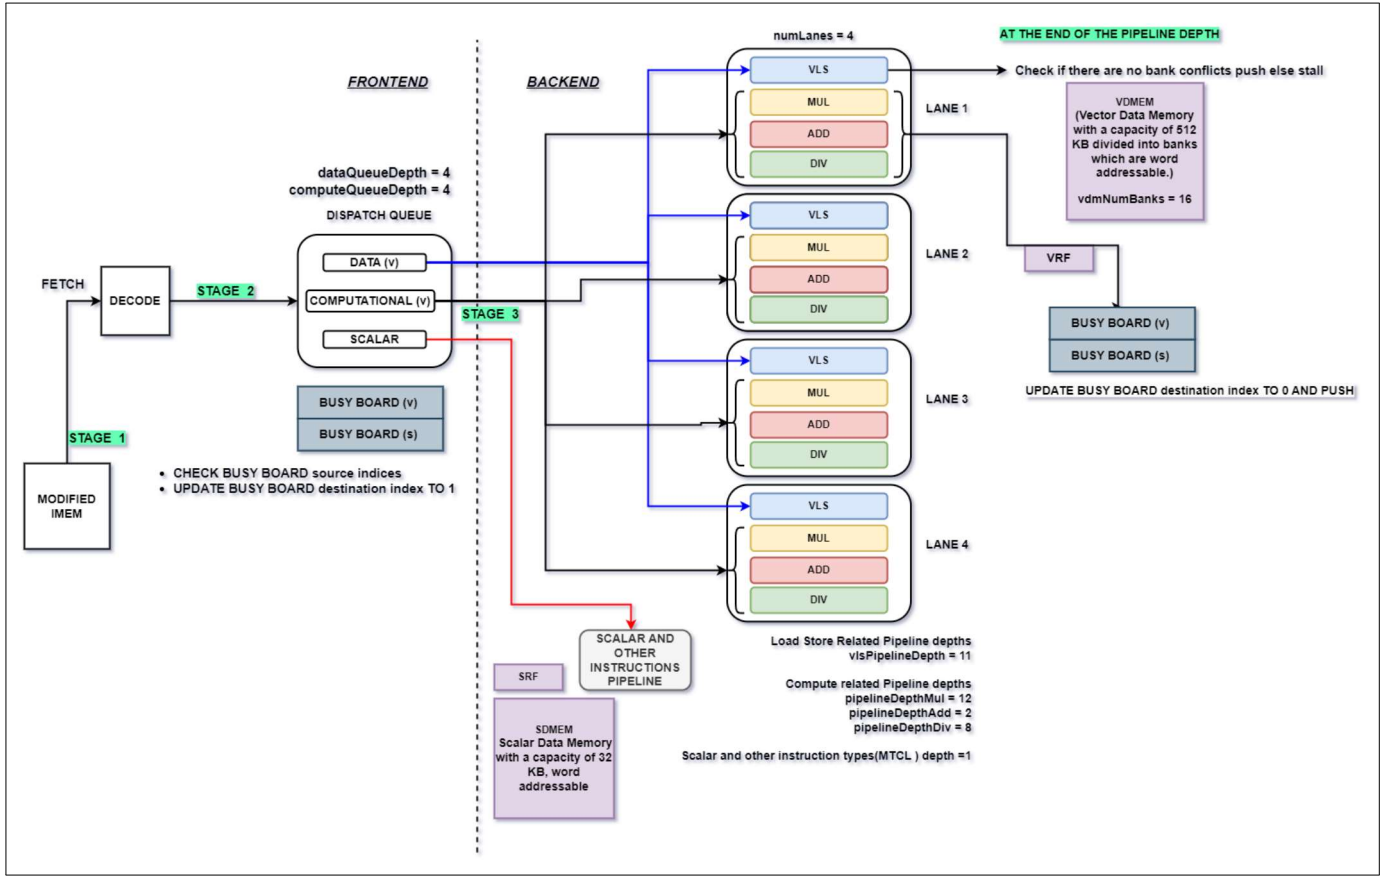 numLanes = 4
AT THE END OF THE PIPELINE DEPTH
FRONTEND
BACKEND
VLS
Check if there are no bank conflicts push else stall
MUL
ADD
DIV
LANE 1
VDMEM
(Vector Data Memory
with a capacity of 512
KB divided into banks
which are word
addressable.)
vdmNumBanks = 16
dataQueueDepth = 4
computeQueueDepth = 4
DISPATCH QUEUE
DATA (v)
COMPUTATIONAL (v)
SCALAR
VLS
MUL
ADD
DIV
LANE 2
VRF
FETCH
DECODE
STAGE 2
STAGE 3
BUSY BOARD (v)
BUSY BOARD (s)
UPDATE BUSY BOARD destination index TO 0 AND PUSH
VLS
MUL
ADD
DIV
LANE 3
BUSY BOARD (v)
BUSY BOARD (s)
STAGE 1
MODIFIED
IMEM
• CHECK BUSY BOARD source indices
• UPDATE BUSY BOARD destination index TO 1
VLS
MUL
ADD
DIV
LANE 4
SCALAR AND
OTHER
INSTRUCTIONS
PIPELINE
SRF
SDMEM
Scalar Data Memory
with a capacity of 32
KB, word
addressable
Load Store Related Pipeline depths
vlsPipelineDepth = 11
Compute related Pipeline depths
pipelineDepthMul = 12
pipelineDepthAdd = 2
pipelineDepthDiv = 8
Scalar and other instruction types(MTCL ) depth =1